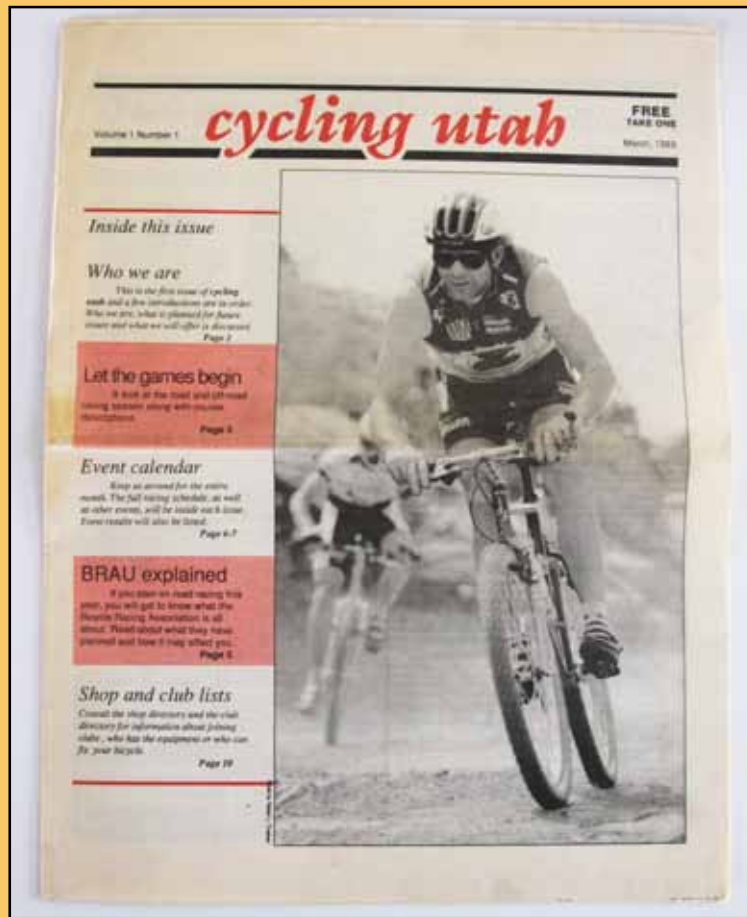 Volume 1 Number 1
cycling utah
FREE
TAKE ONE
March,
Inside this issue
Who we are
This is the first issue of cycling
utah and a few introductions are in order.
Who we are, what is planned for future
issues and what we will offer is discussed.
Page 2
Let the games begin
A look at the road and off-road
racing season along with course
descriptions.
Page
Event calendar
Keep us around for the entire
month. The full racing schedule, as well
as other events, will be inside each issue.
Event results will also be listed.
Page 6-7
BRAU explained
If you plan on road racing this
year, you will get to know what the
Bicycle Racing Association is all
about. Read about what they have
planned and how it may affect you.
Page
Shop and club lists
Consult the shop directory and the club
directory for information about joining
clubs, who has the equipment or who can
fix your bicycle.
Page 10